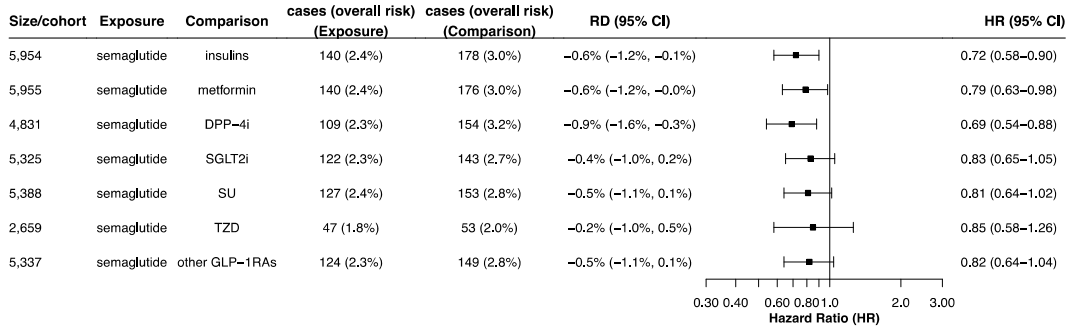 Size/cohort Exposure Comparison cases (overall risk) (Exposure) cases (overall risk) (Comparison) RD (95% CI) HR (95% CI)
5,954 semaglutide insulins 140 (2.4%) 178 (3.0%) −0.6% (−1.2%, −0.1%) 0.72 (0.58−0.90)
5,955 semaglutide metformin 140 (2.4%) 176 (3.0%) −0.6% (−1.2%, −0.0%) 0.79 (0.63−0.98)
4,831 semaglutide DPP−4i 109 (2.3%) 154 (3.2%) −0.9% (−1.6%, −0.3%) 0.69 (0.54−0.88)
5,325 semaglutide SGLT2i 122 (2.3%) 143 (2.7%) −0.4% (−1.0%, 0.2%) 0.83 (0.65−1.05)
5,388 semaglutide SU 127 (2.4%) 153 (2.8%) −0.5% (−1.1%, 0.1%) 0.81 (0.64−1.02)
2,659 semaglutide TZD 47 (1.8%) 53 (2.0%) −0.2% (−1.0%, 0.5%) 0.85 (0.58−1.26)
5,337 semaglutide other GLP−1RAs 124 (2.3%) 149 (2.8%) −0.5% (−1.1%, 0.1%) 0.82 (0.64−1.04)
0.30 0.40 0.60 0.80 1.0 2.0 3.00
Hazard Ratio (HR)